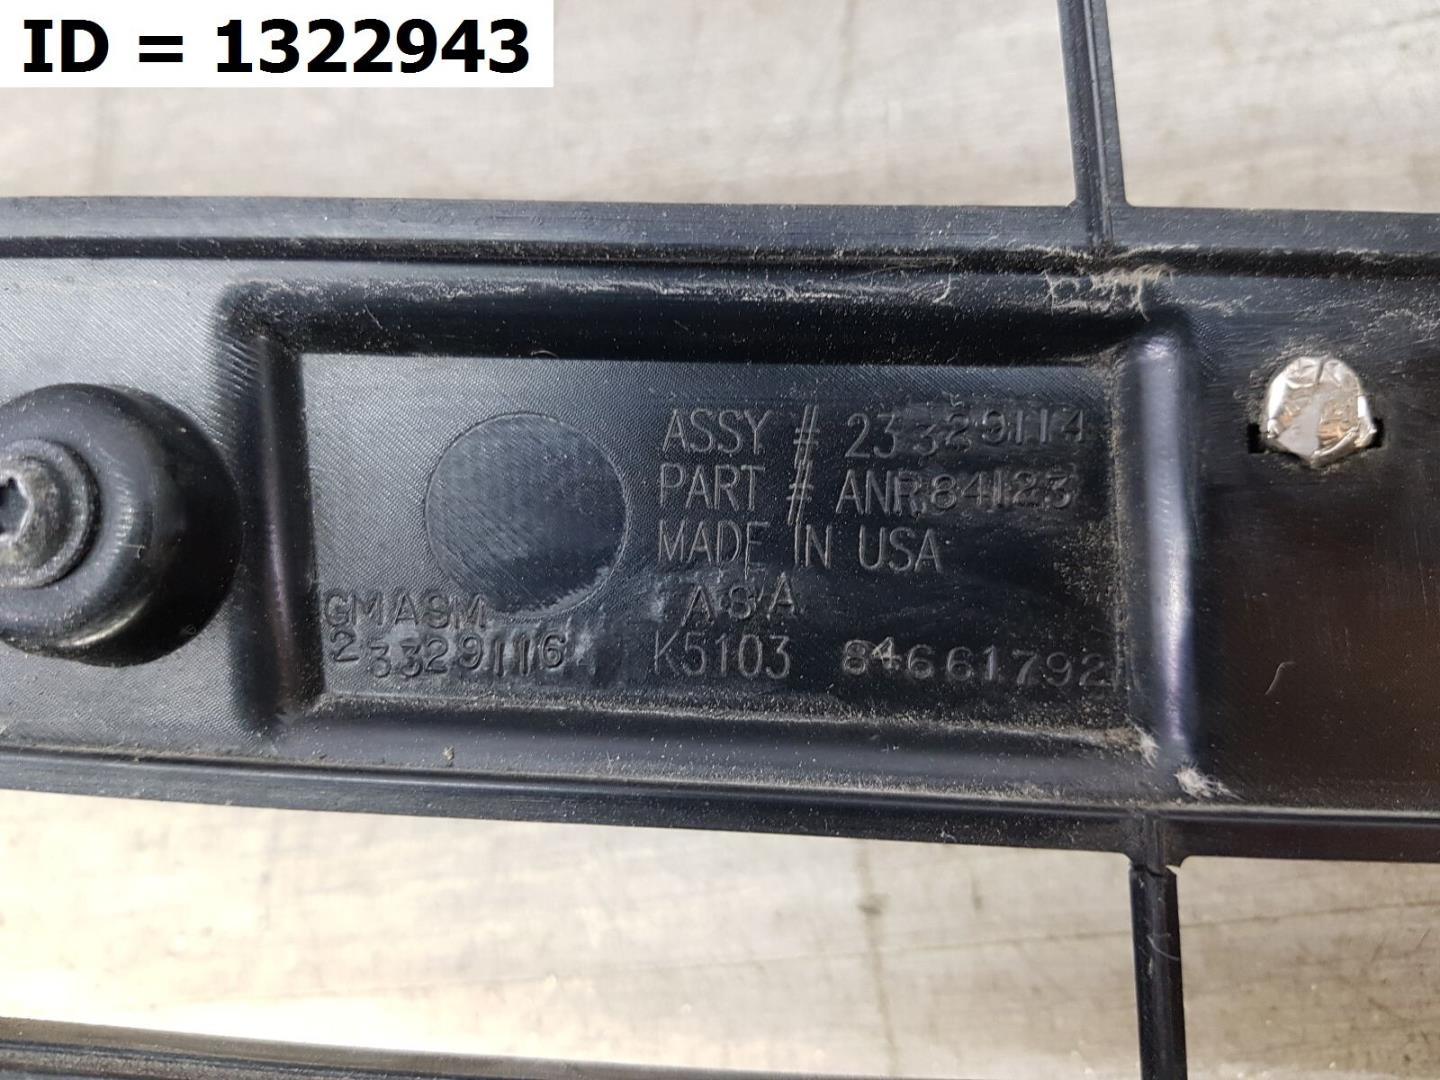 ID = 1322943
ASSY # 23329114
PART # ANR84123
MADE IN USA
GMASM
23329116
ASA
K5103
84661792